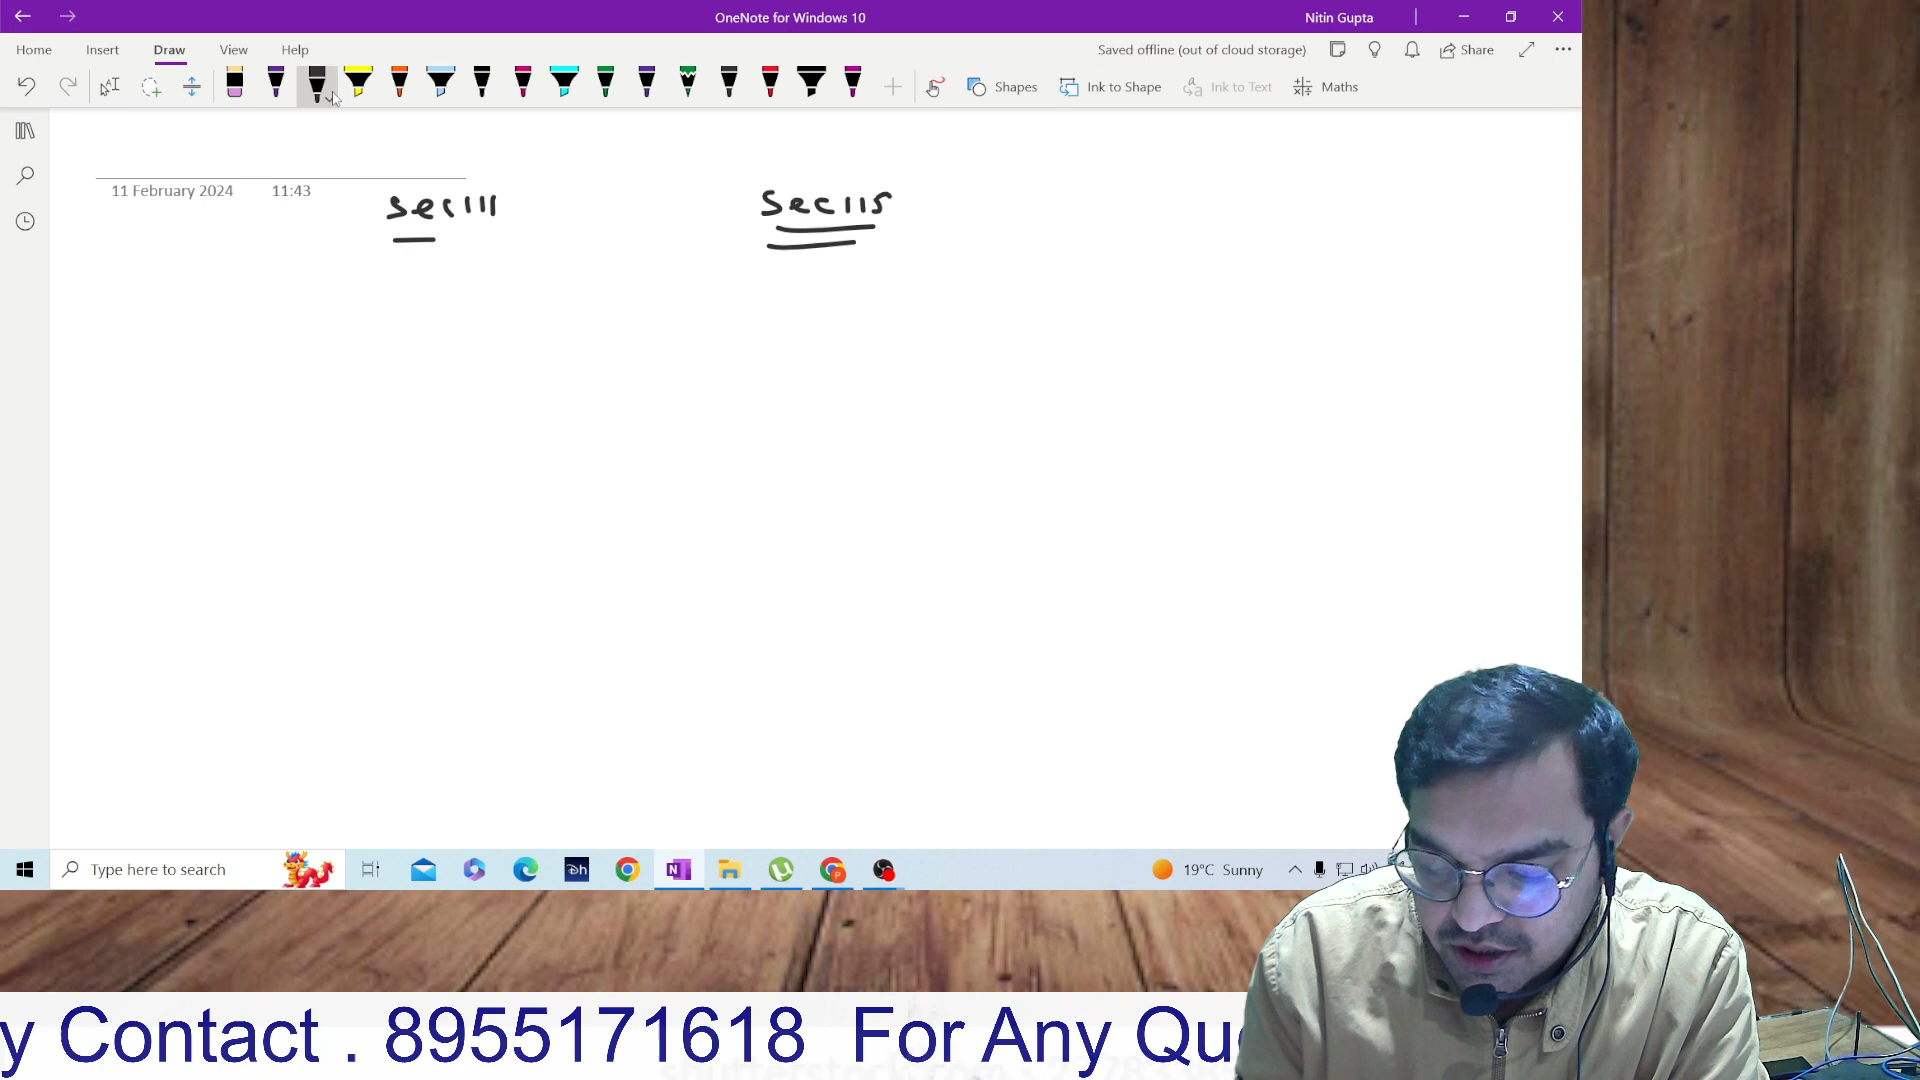 OneNote for Windows 10
Nitin Gupta
Home Insert Draw View Help
Saved offline (out of cloud storage)
Share
Shapes
Ink to Shape
Ink to Text
Maths
11 February 2024 11:43
Sec 111
Sec 115
Type here to search
19°C Sunny
y Contact . 8955171618 For Any Qu